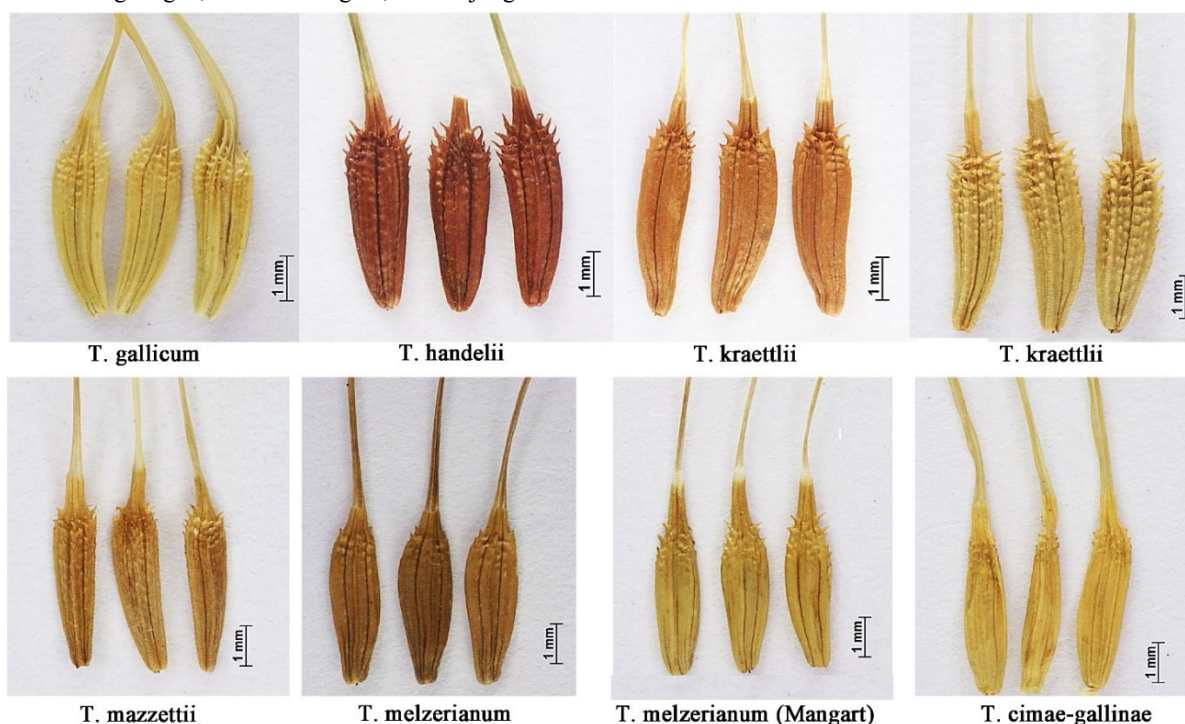 1 mm
1 mm
1 mm
1 mm
T. gallicum
T. handelii
T. kraettlii
T. kraettlii
1 mm
1 mm
1 mm
1 mm
T. mazzettii
T. melzerianum
T. melzerianum (Mangart)
T. cimae-gallinae